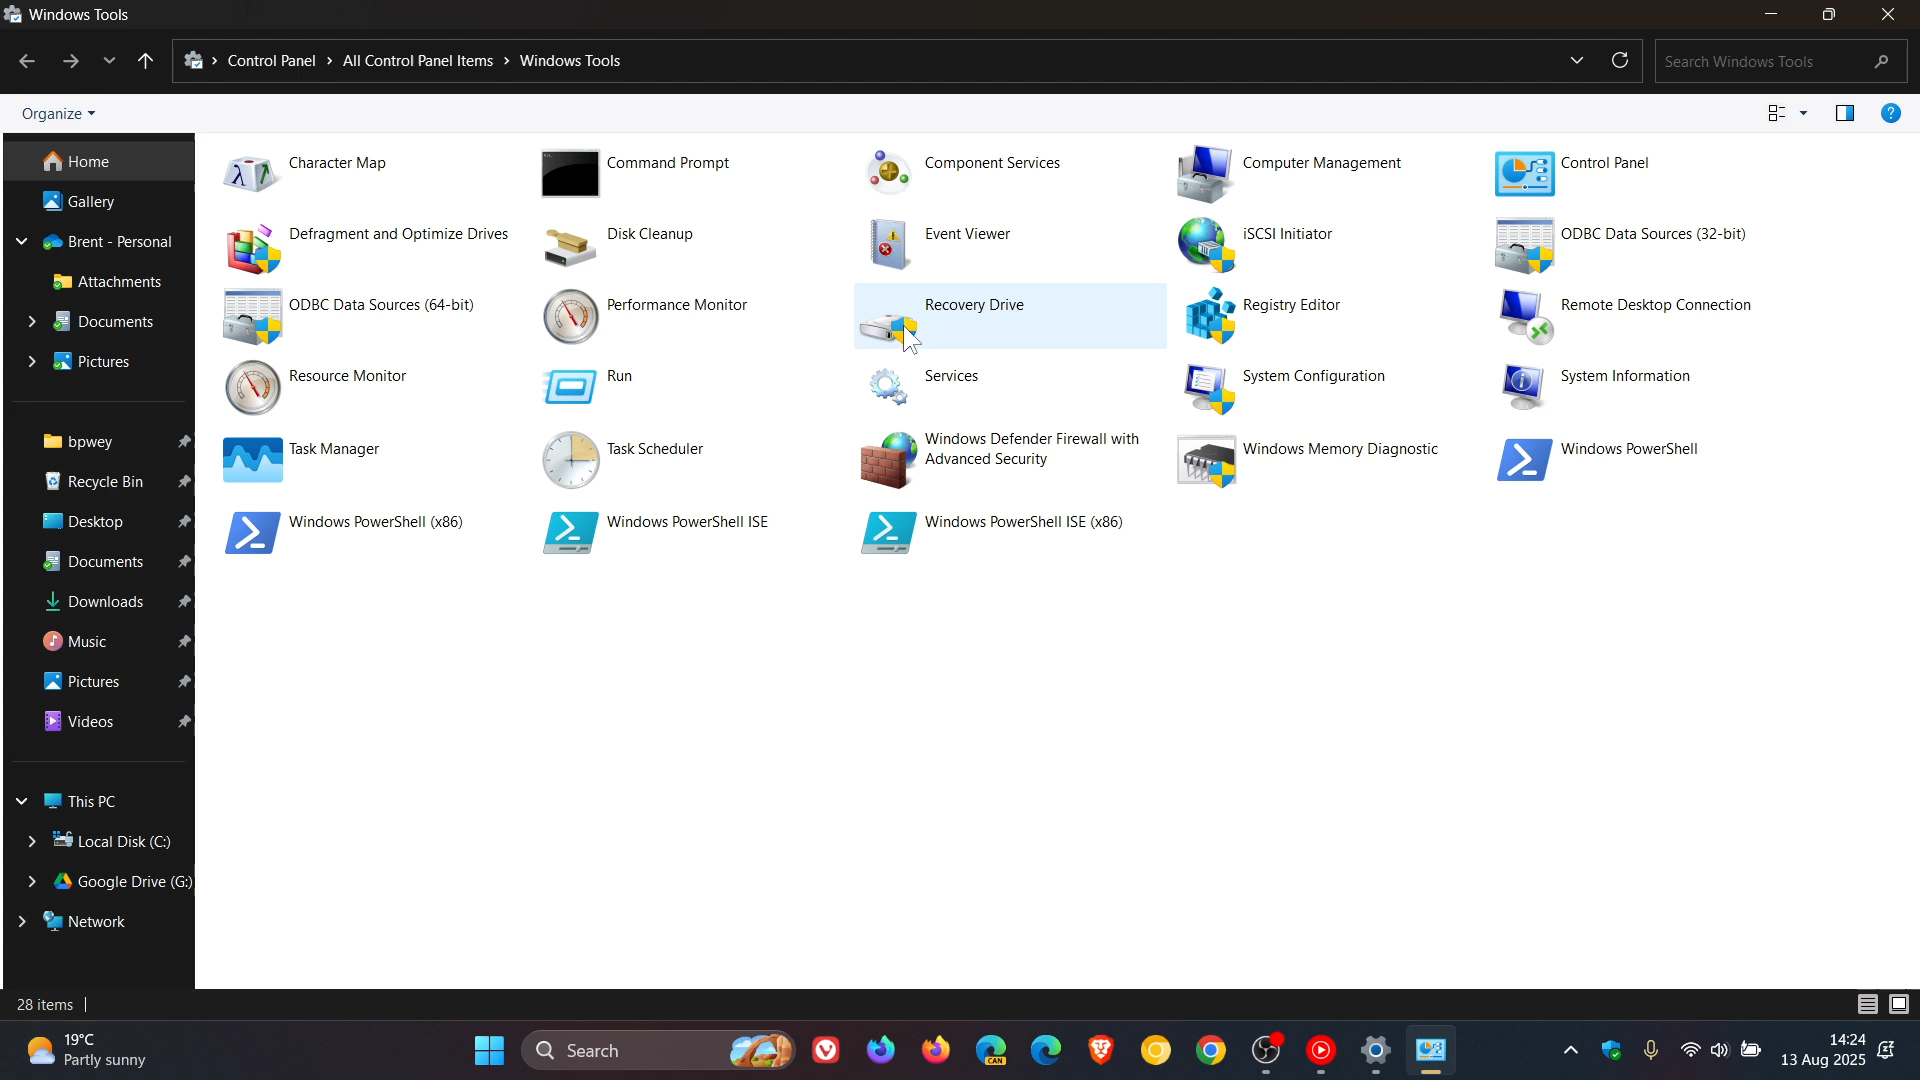 Windows Tools
Control Panel › All Control Panel Items › Windows Tools
Search Windows Tools
Organize
Home
Gallery
Brent - Personal
Attachments
Documents
Pictures
bpwey
Recycle Bin
Desktop
Documents
Downloads
Music
Pictures
Videos
This PC
Local Disk (C:)
Google Drive (G:)
Network
Character Map
Command Prompt
Component Services
Computer Management
Control Panel
Defragment and Optimize Drives
Disk Cleanup
Event Viewer
iSCSI Initiator
ODBC Data Sources (32-bit)
ODBC Data Sources (64-bit)
Performance Monitor
Recovery Drive
Registry Editor
Remote Desktop Connection
Resource Monitor
Run
Services
System Configuration
System Information
Task Manager
Task Scheduler
Windows Defender Firewall with
Advanced Security
Windows Memory Diagnostic
Windows PowerShell
Windows PowerShell (x86)
Windows PowerShell ISE
Windows PowerShell ISE (x86)
28 items
19°C
Partly sunny
Search
CAN
14:24
13 Aug 2025